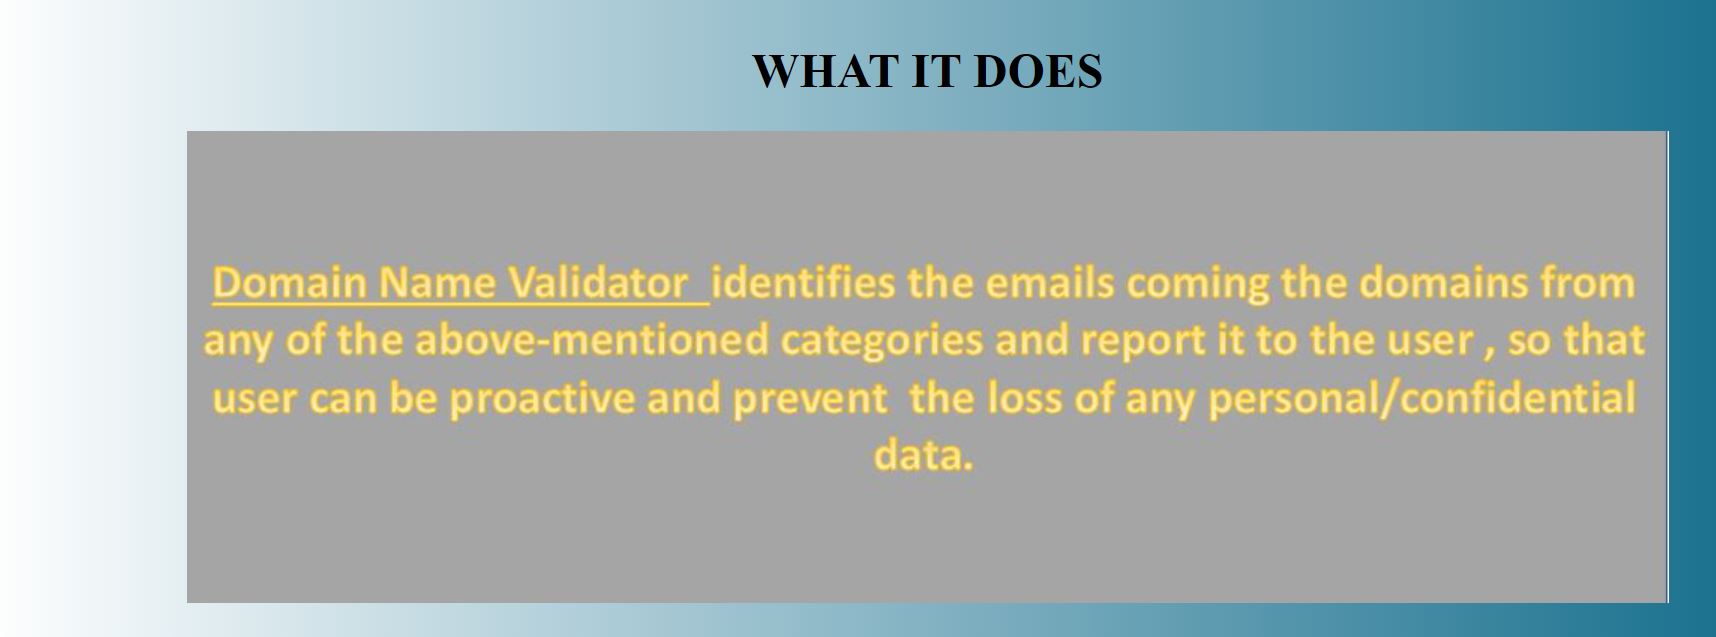 WHAT IT DOES
Domain Name Validator  identifies the emails coming the domains from
any of the above-mentioned categories and report it to the user , so that
user can be proactive and prevent  the loss of any personal/confidential
data.